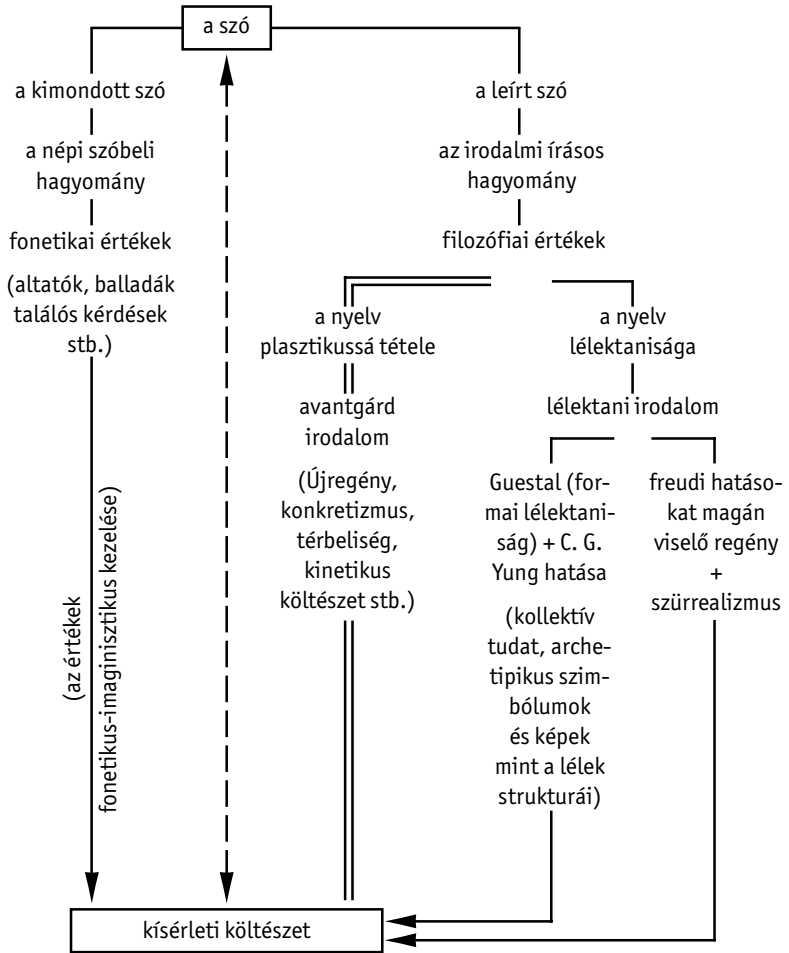 a szó
a kimondott szó
a népi szóbeli
hagyomány
fonetikai értékek
(altatók, balladák
találós kérdések
stb.)
(az értékek
fonetikus-imaginisztikus kezelése)
a leírt szó
az irodalmi írásos
hagyomány
filozófiai értékek
a nyelv
plasztikussá tétele
avantgárd
irodalom
(Újregény,
konkretizmus,
térbeliség,
kinetikus
költészet stb.)
a nyelv
lélektanisága
lélektani irodalom
Guestal (for-
mai lélektani-
ság) + C. G.
Yung hatása
(kollektív
tudat, arche-
tipikus szim-
bólumok
és képek
mint a lélek
strukturái)
freudi hatáso-
kat magán
viselő regény
+
szürrealizmus
kísérleti költészet